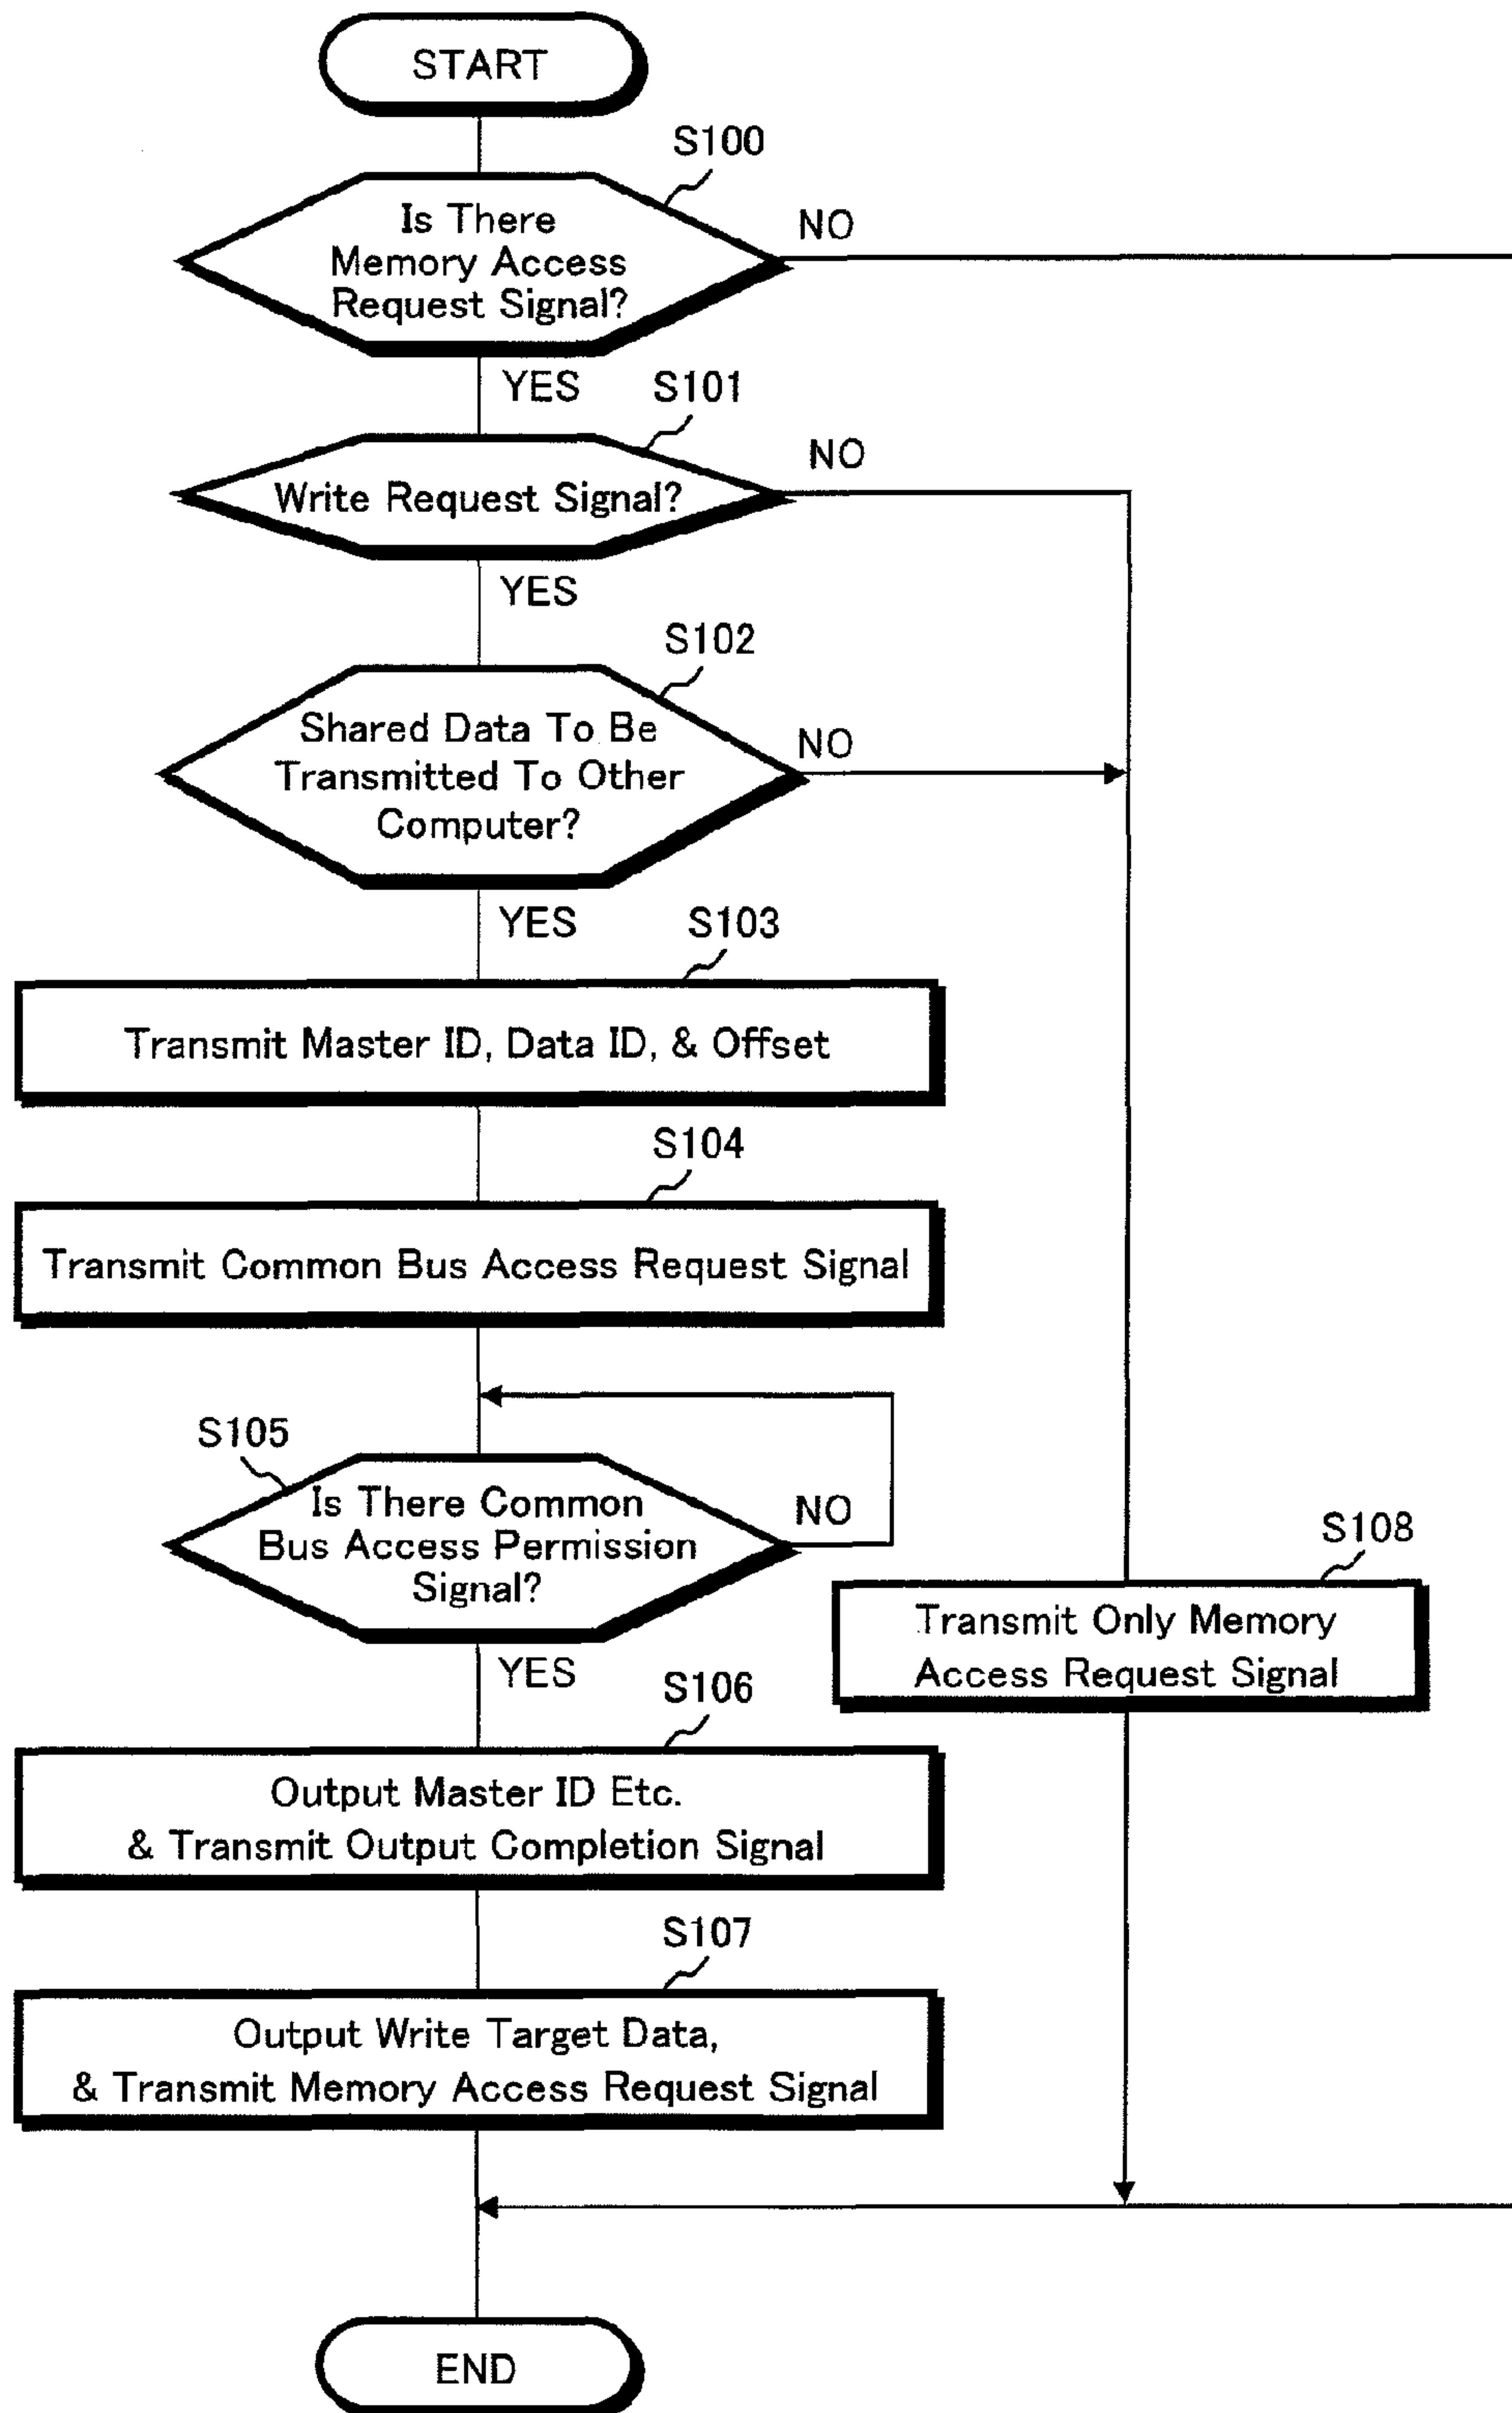 START
S100
Is There
Memory Access
Request Signal?
NO
YES
S101
Write Request Signal?
NO
YES
S102
Shared Data To Be
Transmitted To Other
Computer?
NO
YES
S103
Transmit Master ID, Data ID, & Offset
S104
Transmit Common Bus Access Request Signal
S105
Is There Common
Bus Access Permission
Signal?
NO
YES
S108
Transmit Only Memory
Access Request Signal
S106
Output Master ID Etc.
& Transmit Output Completion Signal
S107
Output Write Target Data,
& Transmit Memory Access Request Signal
END